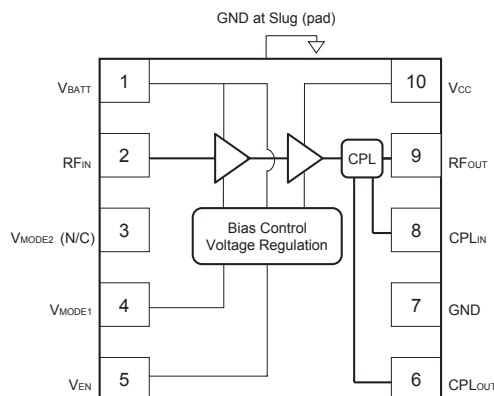 GND at Slug (pad)
VBATT 1 10 VCC
RFIN 2 CPL 9 RFOUT
VMODE2 (N/C) 3 Bias Control 8 CPLIN
Voltage Regulation
VMODE1 4 7 GND
VEN 5 6 CPLOUT